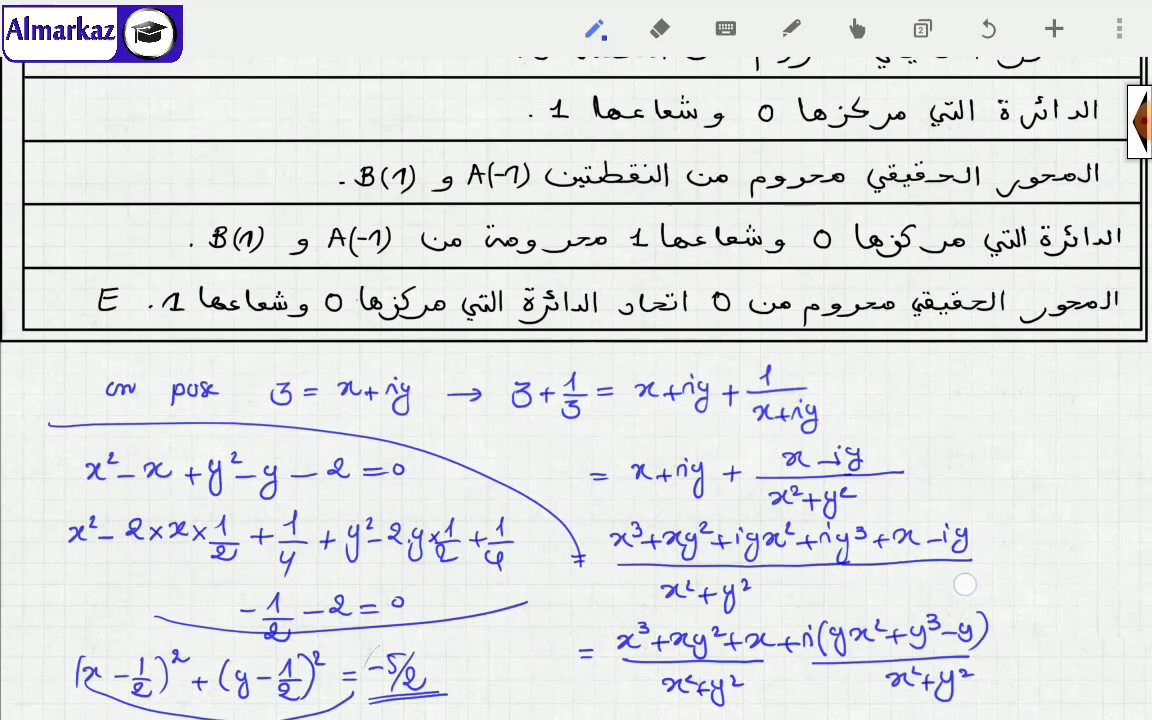 Almarkaz
الدائرة التي مركزها O وشعاعها 1 .
المحور الحقيقي محروم من النقطتين A(-1) و B(1) .
الدائرة التي مركزها O وشعاعها 1 محرومة من A(-1) و B(1) .
المحور الحقيقي محروم من O اتحاد الدائرة التي مركزها O وشعاعها 1 . E
on pose z = x+iy → z + 1/z = x+iy + 1/(x+iy)
= x+iy + (x-iy)/(x²+y²)
= (x³+xy²+iyx²+iy³+x-iy)/(x²+y²)
= (x³+xy²+x)/(x²+y²) + i(yx²+y³-y)/(x²+y²)
x² - x + y² - y - 2 = 0
x² - 2×x×1/2 + 1/4 + y² - 2y×1/2 + 1/4
- 1/2 - 2 = 0
(x - 1/2)² + (y - 1/2)² = -5/2